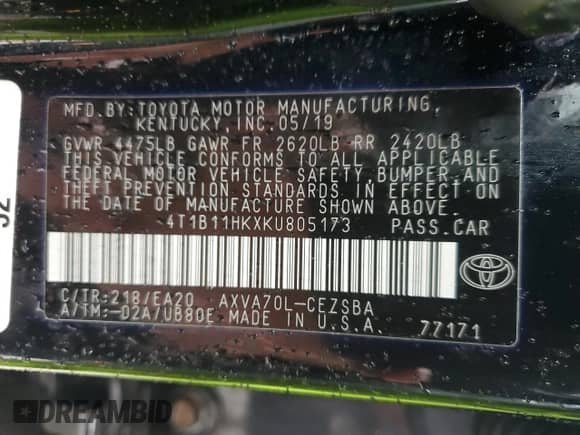 MFD. BY: TOYOTA MOTOR MANUFACTURING,
KENTUCKY, INC. 05/19
GVWR 4475LB GAWR FR 2620LB RR 2420LB
THIS VEHICLE CONFORMS TO ALL APPLICABLE
FEDERAL MOTOR VEHICLE SAFETY BUMPER AND
THEFT PREVENTION STANDARDS IN EFFECT ON
THE DATE OF MANUFACTURE SHOWN ABOVE.
4T1B11HKXKU805173 PASS.CAR
C/TR:218/EA20 AXVA70L-CEZSBA
A/TM:-02A/UB80E MADE IN U.S.A. 77171
DREAMBID